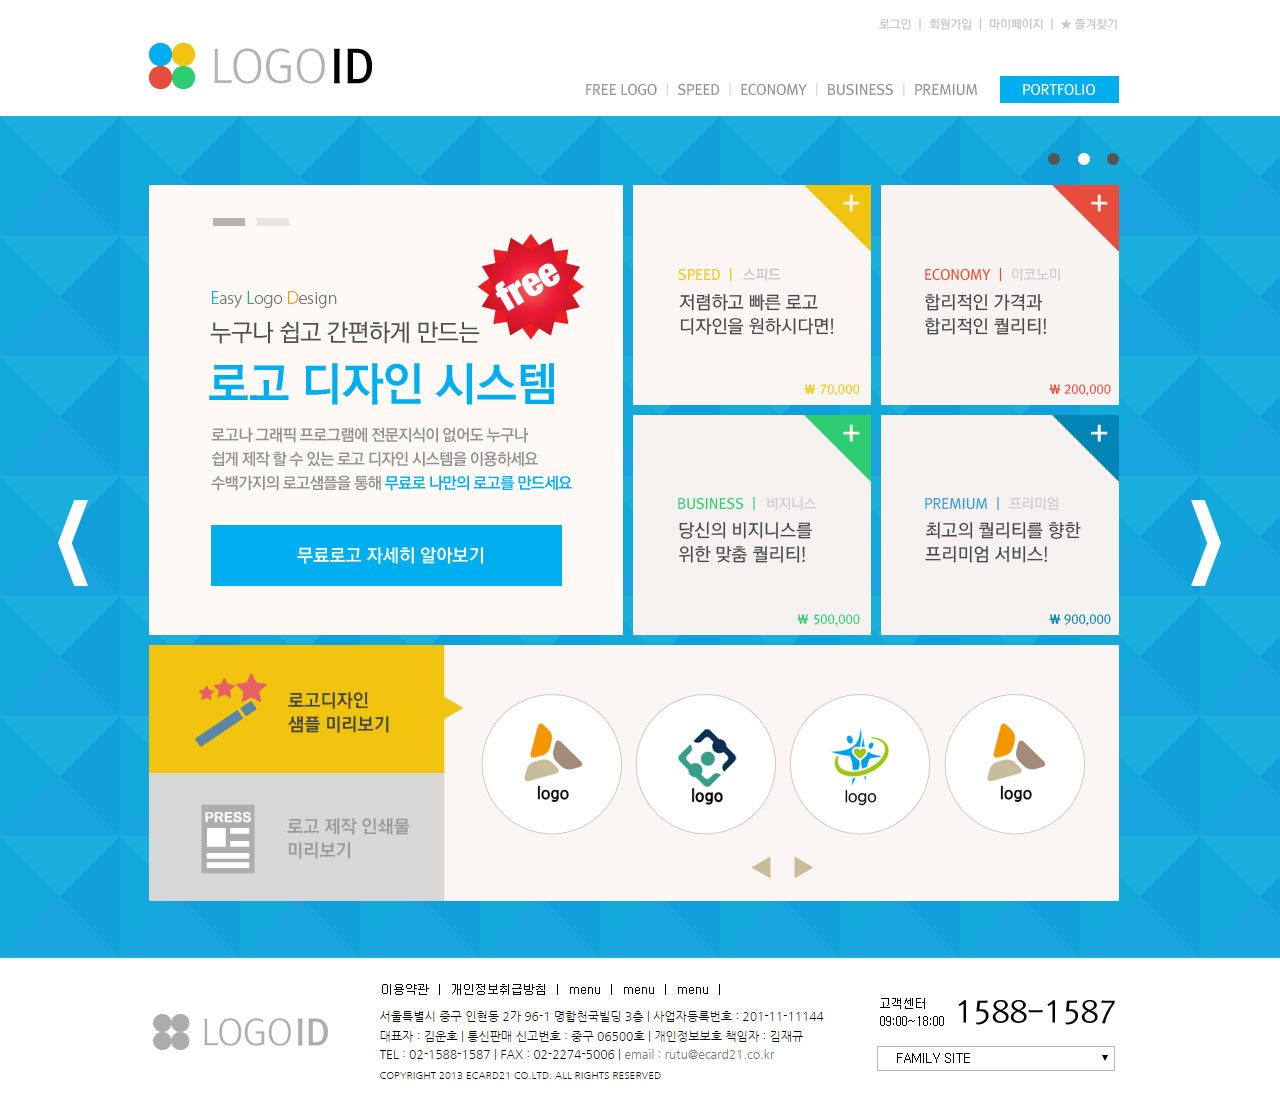 로그인 | 회원가입 | 마이페이지 | ★ 즐겨찾기
LOGO ID
FREE LOGO | SPEED | ECONOMY | BUSINESS | PREMIUM
PORTFOLIO
free
Easy Logo Design
누구나 쉽고 간편하게 만드는
로고 디자인 시스템
로고나 그래픽 프로그램에 전문지식이 없어도 누구나
쉽게 제작 할 수 있는 로고 디자인 시스템을 이용하세요
수백가지의 로고샘플을 통해 무료로 나만의 로고를 만드세요
무료로고 자세히 알아보기
+
SPEED | 스피드
저렴하고 빠른 로고
디자인을 원하시다면!
₩ 70,000
+
ECONOMY | 이코노미
합리적인 가격과
합리적인 퀄리티!
₩ 200,000
+
BUSINESS | 비지니스
당신의 비지니스를
위한 맞춤 퀄리티!
₩ 500,000
+
PREMIUM | 프리미엄
최고의 퀄리티를 향한
프리미엄 서비스!
₩ 900,000
로고디자인
샘플 미리보기
PRESS
로고 제작 인쇄물
미리보기
logo
logo
logo
logo
LOGO ID
이용약관 | 개인정보취급방침 | menu | menu | menu |
서울특별시 중구 인현동 2가 96-1 명함천국빌딩 3층 | 사업자등록번호 : 201-11-11144
대표자 : 김운호 | 통신판매 신고번호 : 중구 06500호 | 개인정보보호 책임자 : 김재규
TEL : 02-1588-1587 | FAX : 02-2274-5006 | email : rutu@ecard21.co.kr
COPYRIGHT 2013 ECARD21 CO.LTD. ALL RIGHTS RESERVED
고객센터
09:00~18:00
1588-1587
FAMILY SITE ▼